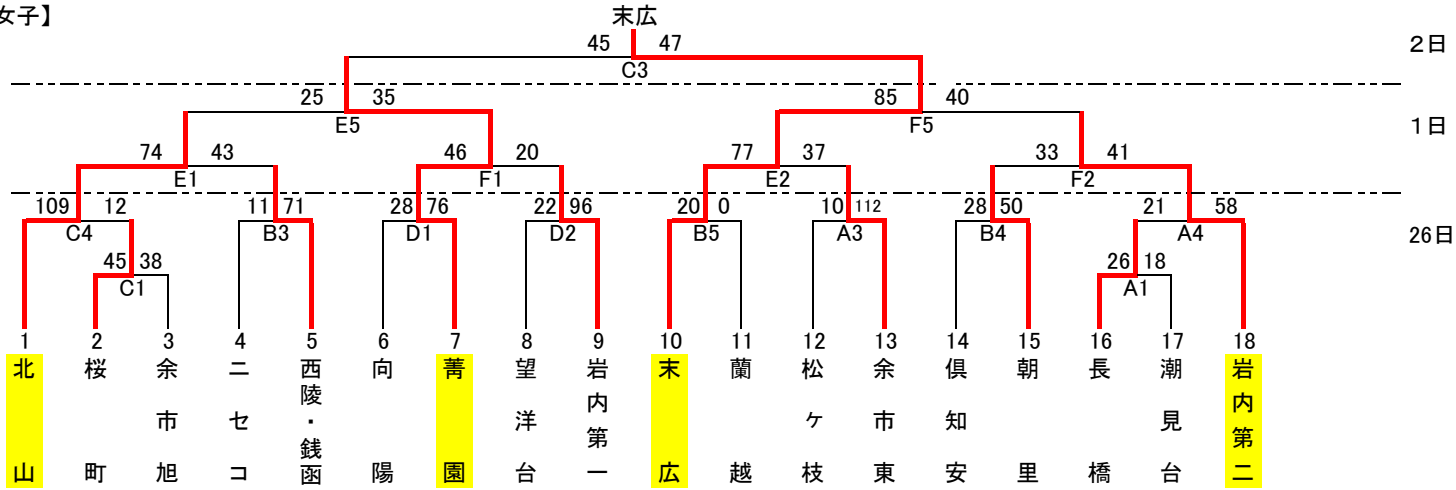 女子】
末広
45 47 2日
C3
25 35 85 40
E5 F5 1日
74 43 46 20 77 37 33 41
E1 F1 E2 F2
109 12 11 71 28 76 22 96 20 0 10 112 28 50 21 58
C4 B3 D1 D2 B5 A3 B4 A4 26日
45 38 26 18
C1 A1
1 2 3 4 5 6 7 8 9 10 11 12 13 14 15 16 17 18
北山
桜町
余市旭
ニセコ
西陵・銭函
向陽
菁園
望洋台
岩内第一
末広
蘭越
松ヶ枝
余市東
倶知安
朝里
長橋
潮見台
岩内第二